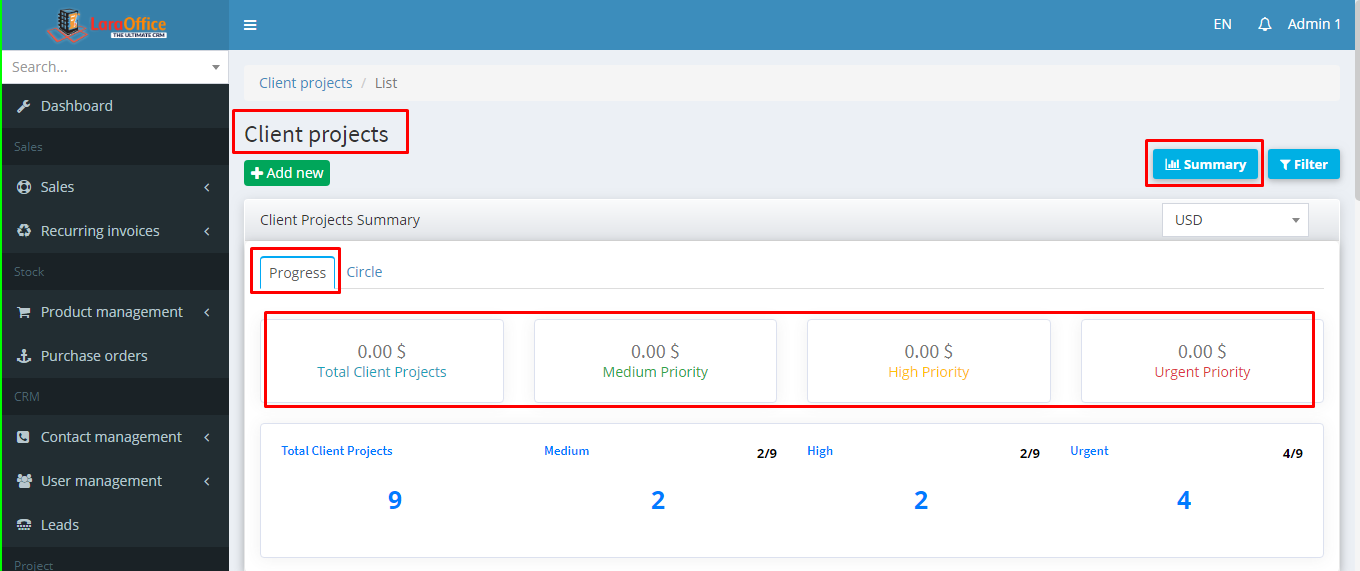 LaraOffice
THE ULTIMATE CRM
EN Admin 1
Search...
Dashboard
Sales
Sales
Recurring invoices
Stock
Product management
Purchase orders
CRM
Contact management
User management
Leads
Project
Client projects / List
Client projects
Add new
Summary Filter
Client Projects Summary USD
Progress Circle
0.00 $ 0.00 $ 0.00 $ 0.00 $
Total Client Projects Medium Priority High Priority Urgent Priority
Total Client Projects Medium 2/9 High 2/9 Urgent 4/9
9 2 2 4